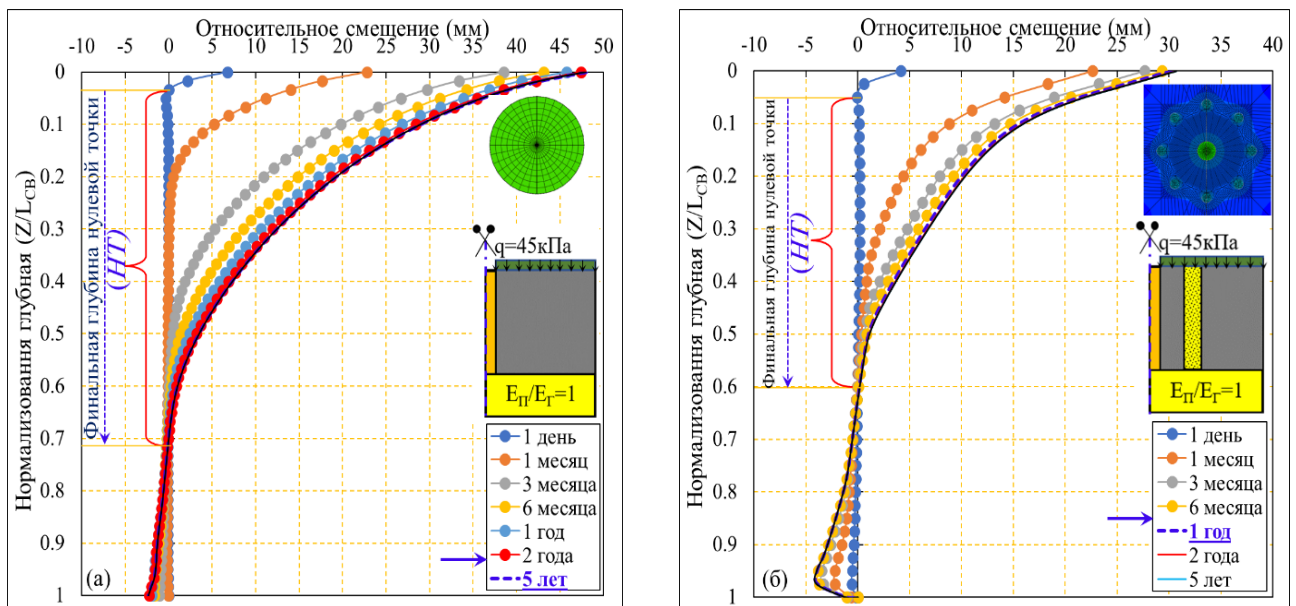 Относительное смещение (мм)
-10 -5 0 5 10 15 20 25 30 35 40 45 50
0
0.1
0.2
0.3
0.4
0.5
0.6
0.7
0.8
0.9
1
Нормализовання глубная (Z/LСВ)
Финальная глубина нулевой точки
(НТ)
q=45кПа
EП/EГ=1
1 день
1 месяц
3 месяца
6 месяца
1 год
2 года
5 лет
(а)
Относительное смещение (мм)
-10 -5 0 5 10 15 20 25 30 35 40
0
0.1
0.2
0.3
0.4
0.5
0.6
0.7
0.8
0.9
1
Нормализовання глубная (Z/LСВ)
Финальная глубина нулевой точки
(НТ)
q=45кПа
EП/EГ=1
1 день
1 месяц
3 месяца
6 месяца
1 год
2 года
5 лет
(б)